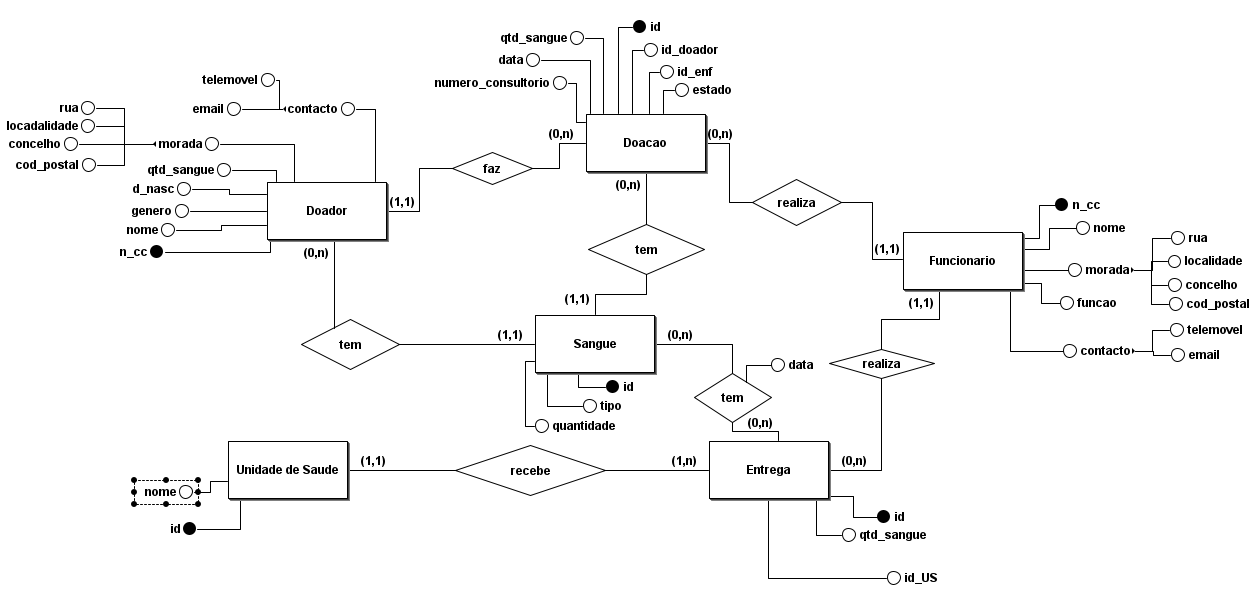 id
qtd_sangue
id_doador
data
id_enf
numero_consultorio
estado
telemovel
email
contacto
rua
locadalidade
concelho
morada
cod_postal
qtd_sangue
d_nasc
genero
nome
n_cc
Doador
(1,1)
(0,n)
faz
(0,n)
Doacao
(0,n)
(0,n)
realiza
(1,1)
n_cc
nome
morada
rua
localidade
concelho
cod_postal
Funcionario
funcao
(1,1)
contacto
telemovel
email
tem
(1,1)
tem
(1,1)
Sangue
(0,n)
id
tipo
quantidade
data
tem
(0,n)
realiza
Unidade de Saude
(1,1)
recebe
(1,n)
Entrega
(0,n)
nome
id
id
qtd_sangue
id_US